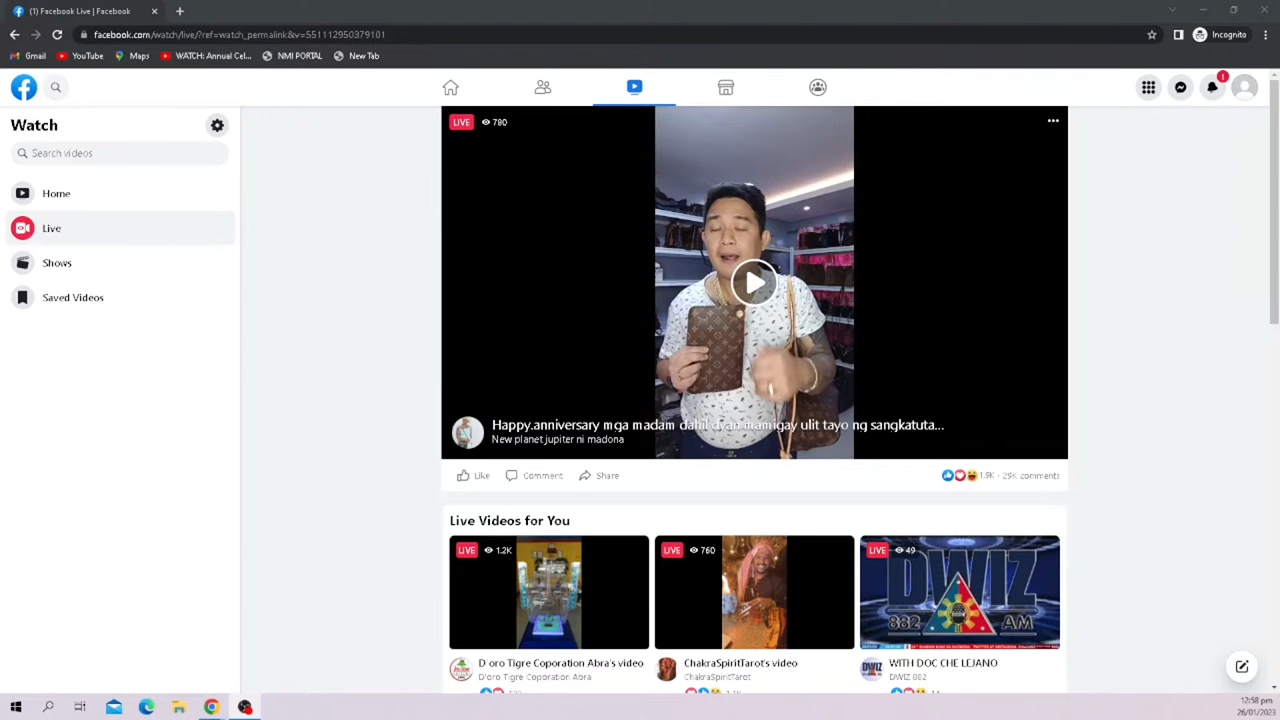 (1) Facebook Live | Facebook
facebook.com/watch/live/?ref=watch_permalink&v=551112950379101
Incognito
Gmail
YouTube
Maps
WATCH: Annual Cel...
NMI PORTAL
New Tab
1
Watch
Search videos
Home
Live
Shows
Saved Videos
LIVE
780
Happy.anniversary mga madam dahil dyan mamigay ulit tayo ng sangkatuta...
New planet jupiter ni madona
Like
Comment
Share
1.9K · 29K comments
Live Videos for You
LIVE
1.2K
LIVE
760
LIVE
49
DWIZ
882 AM
D'oro Tigre Coporation Abra's video
D'oro Tigre Coporation Abra
ChakraSpiritTarot's video
ChakraSpiritTarot
WITH DOC CHE LEJANO
DWIZ 882
12:58 pm
26/01/2023